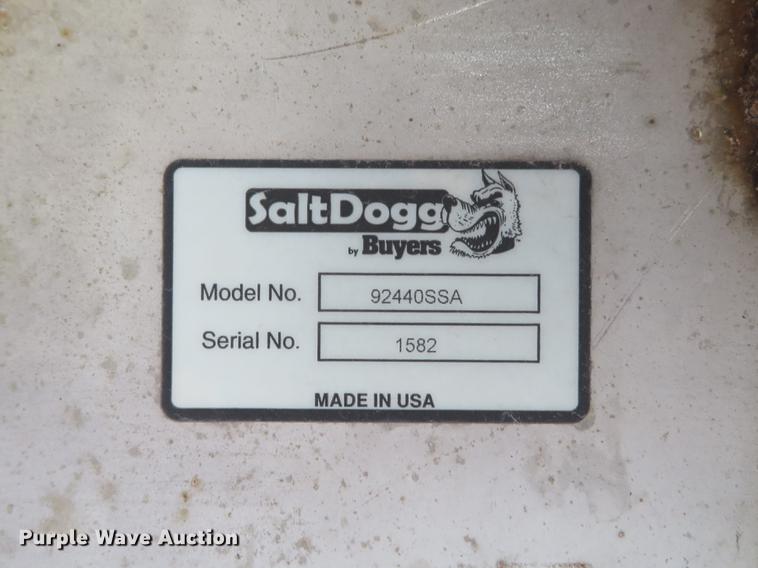 SaltDogg
by Buyers
Model No. 92440SSA
Serial No. 1582
MADE IN USA
Purple Wave Auction